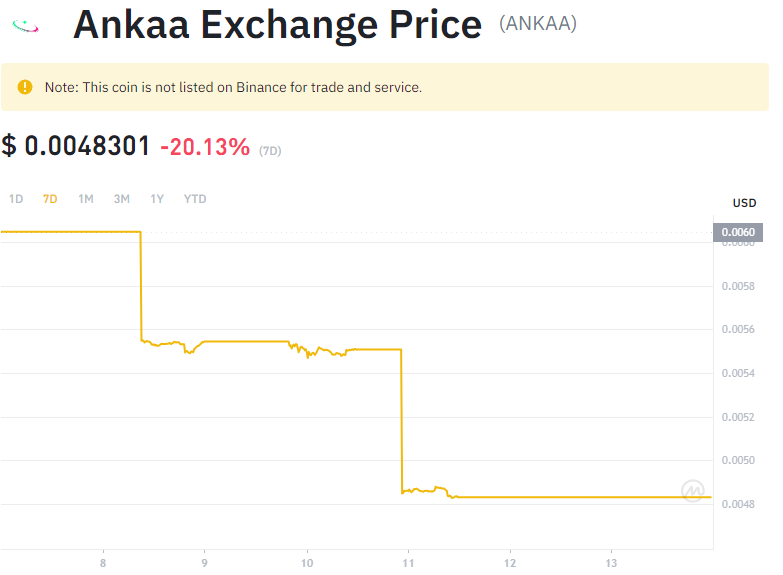 Ankaa Exchange Price (ANKAA)
Note: This coin is not listed on Binance for trade and service.
$ 0.0048301 -20.13% (7D)
1D 7D 1M 3M 1Y YTD
USD
0.0060
0.0060
0.0058
0.0056
0.0054
0.0052
0.0050
0.0048
8 9 10 11 12 13